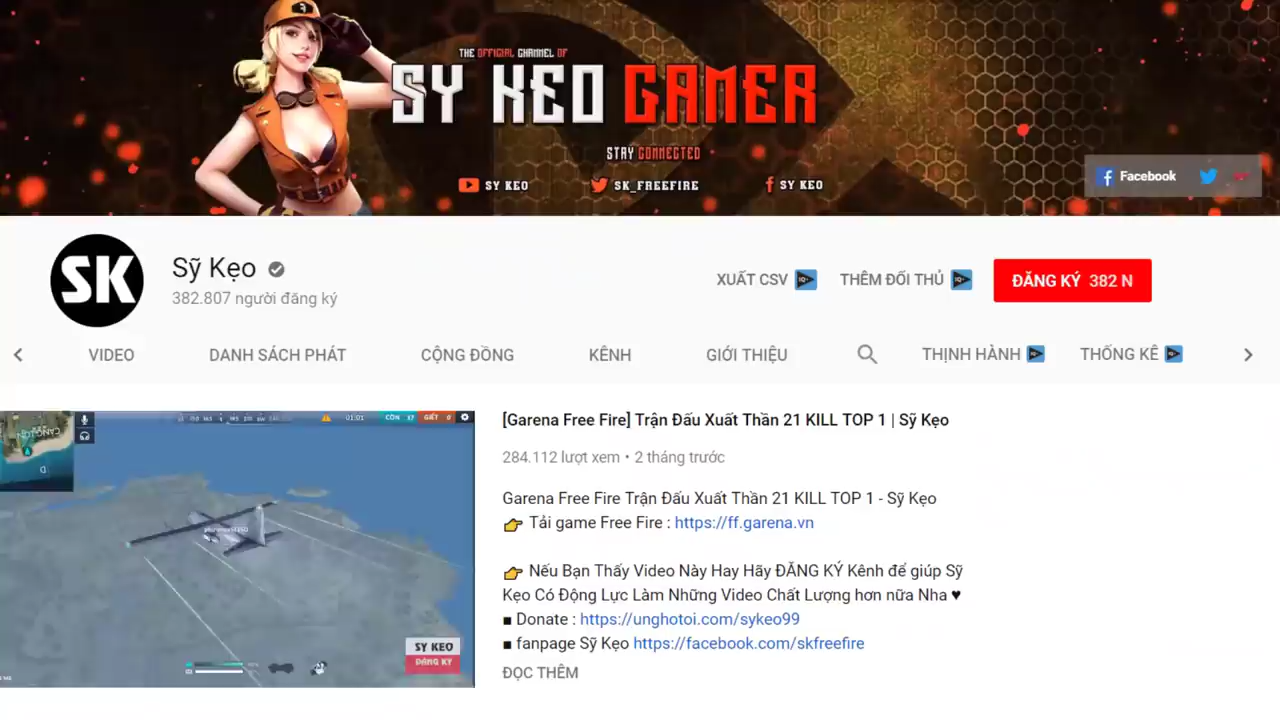 THE OFFICIAL CHANNEL OF
SY KEO GAMER
STAY CONNECTED
SY KEO
SK_FREEFIRE
SY KEO
Facebook
SK
Sỹ Kẹo
382.807 người đăng ký
XUẤT CSV
THÊM ĐỐI THỦ
ĐĂNG KÝ 382 N
VIDEO
DANH SÁCH PHÁT
CỘNG ĐỒNG
KÊNH
GIỚI THIỆU
THỊNH HÀNH
THỐNG KÊ
CÒN 37
GIẾT 0
01:01
SY KEO
ĐĂNG KÝ
[Garena Free Fire] Trận Đấu Xuất Thần 21 KILL TOP 1 | Sỹ Kẹo
284.112 lượt xem • 2 tháng trước
Garena Free Fire Trận Đấu Xuất Thần 21 KILL TOP 1 - Sỹ Kẹo
👉 Tải game Free Fire : https://ff.garena.vn
👉 Nếu Bạn Thấy Video Này Hay Hãy ĐĂNG KÝ Kênh để giúp Sỹ
Kẹo Có Động Lực Làm Những Video Chất Lượng hơn nữa Nha ♥
■ Donate : https://unghotoi.com/sykeo99
■ fanpage Sỹ Kẹo https://facebook.com/skfreefire
ĐỌC THÊM